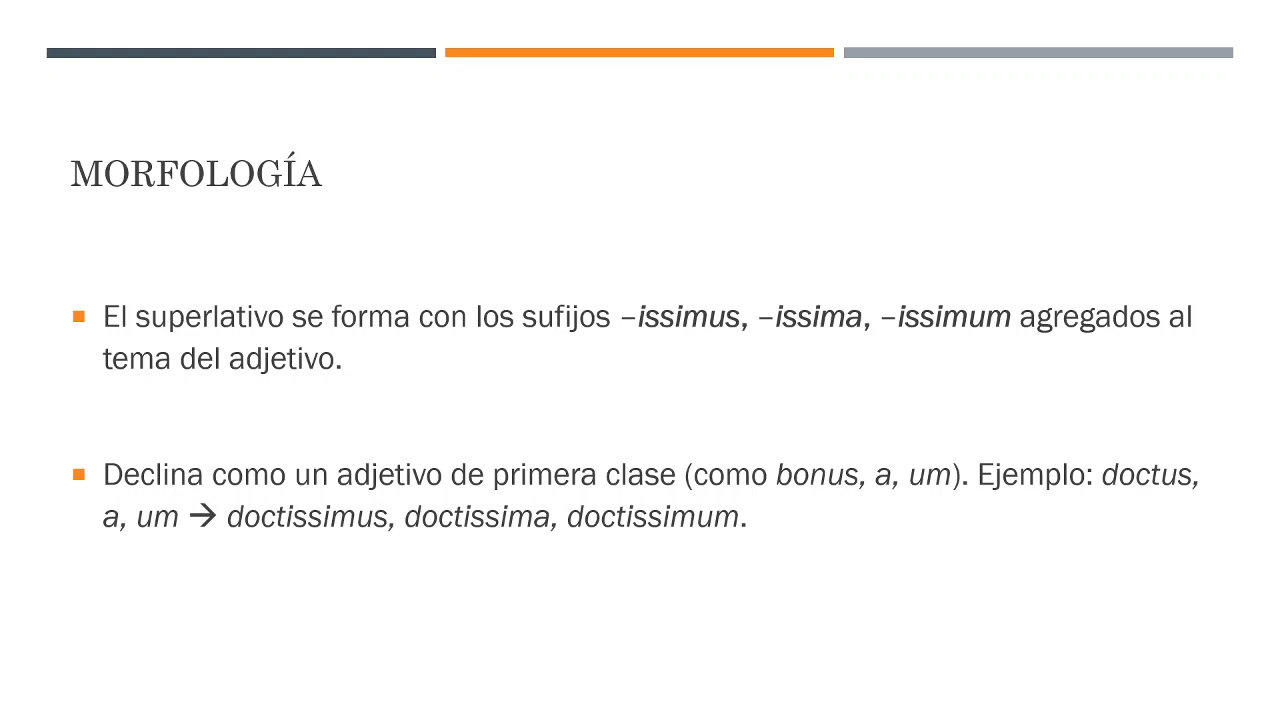 MORFOLOGÍA
▪ El superlativo se forma con los sufijos –issimus, –issima, –issimum agregados al
tema del adjetivo.
▪ Declina como un adjetivo de primera clase (como bonus, a, um). Ejemplo: doctus,
a, um → doctissimus, doctissima, doctissimum.